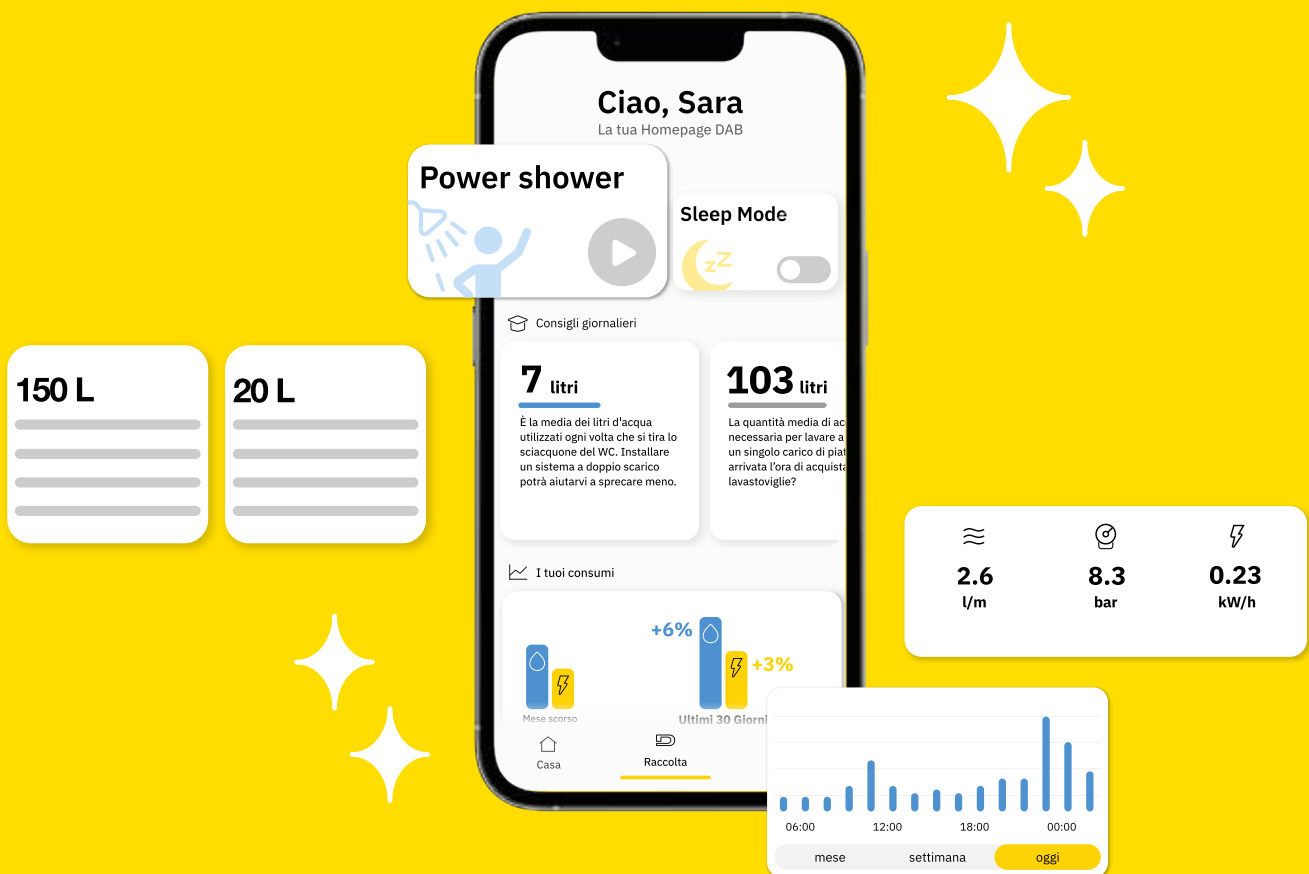 Ciao, Sara
La tua Homepage DAB
Power shower
Sleep Mode
zZ
Consigli giornalieri
150 L
20 L
7 litri
È la media dei litri d'acqua
utilizzati ogni volta che si tira lo
sciacquone del WC. Installare
un sistema a doppio scarico
potrà aiutarvi a sprecare meno.
103 litri
La quantità media di ac
necessaria per lavare a
un singolo carico di piat
arrivata l'ora di acquista
lavastoviglie?
2.6
l/m
8.3
bar
0.23
kW/h
I tuoi consumi
+6%
+3%
Mese scorso
Ultimi 30 Giorni
Casa
Raccolta
06:00
12:00
18:00
00:00
mese
settimana
oggi